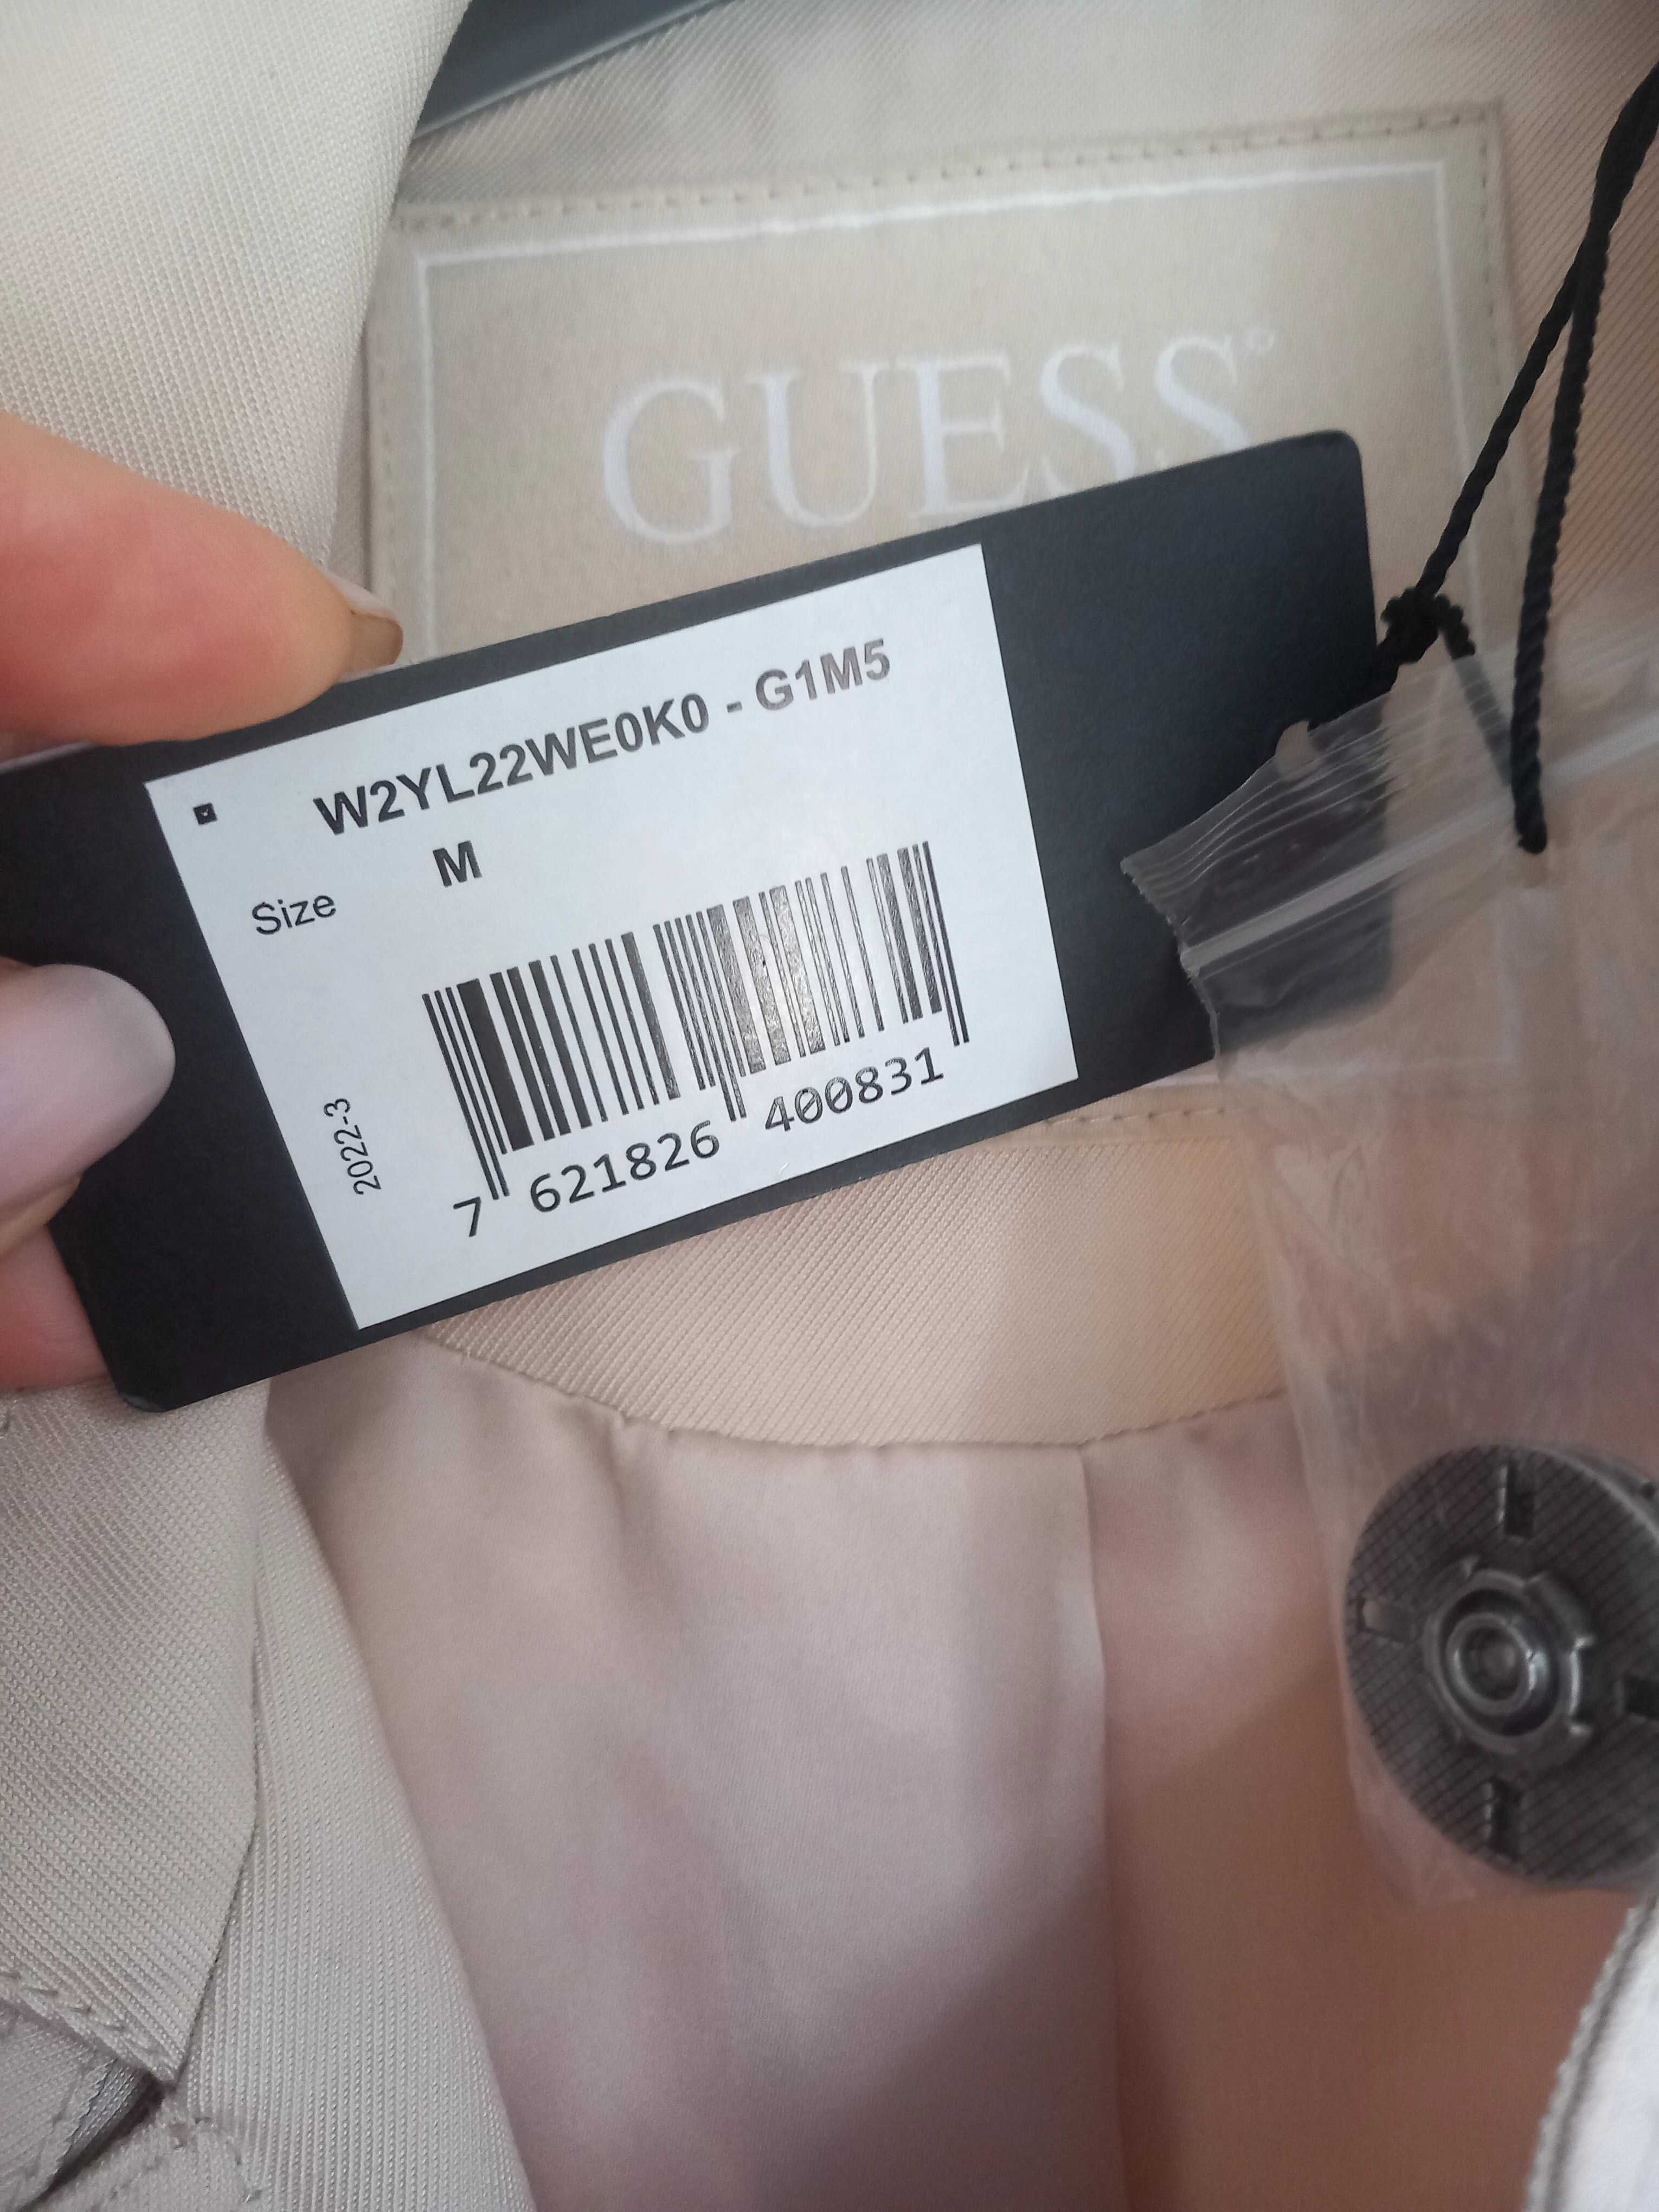 GUESS®
W2YL22WE0K0 - G1M5
M
Size
2022-3
7 621826 400831